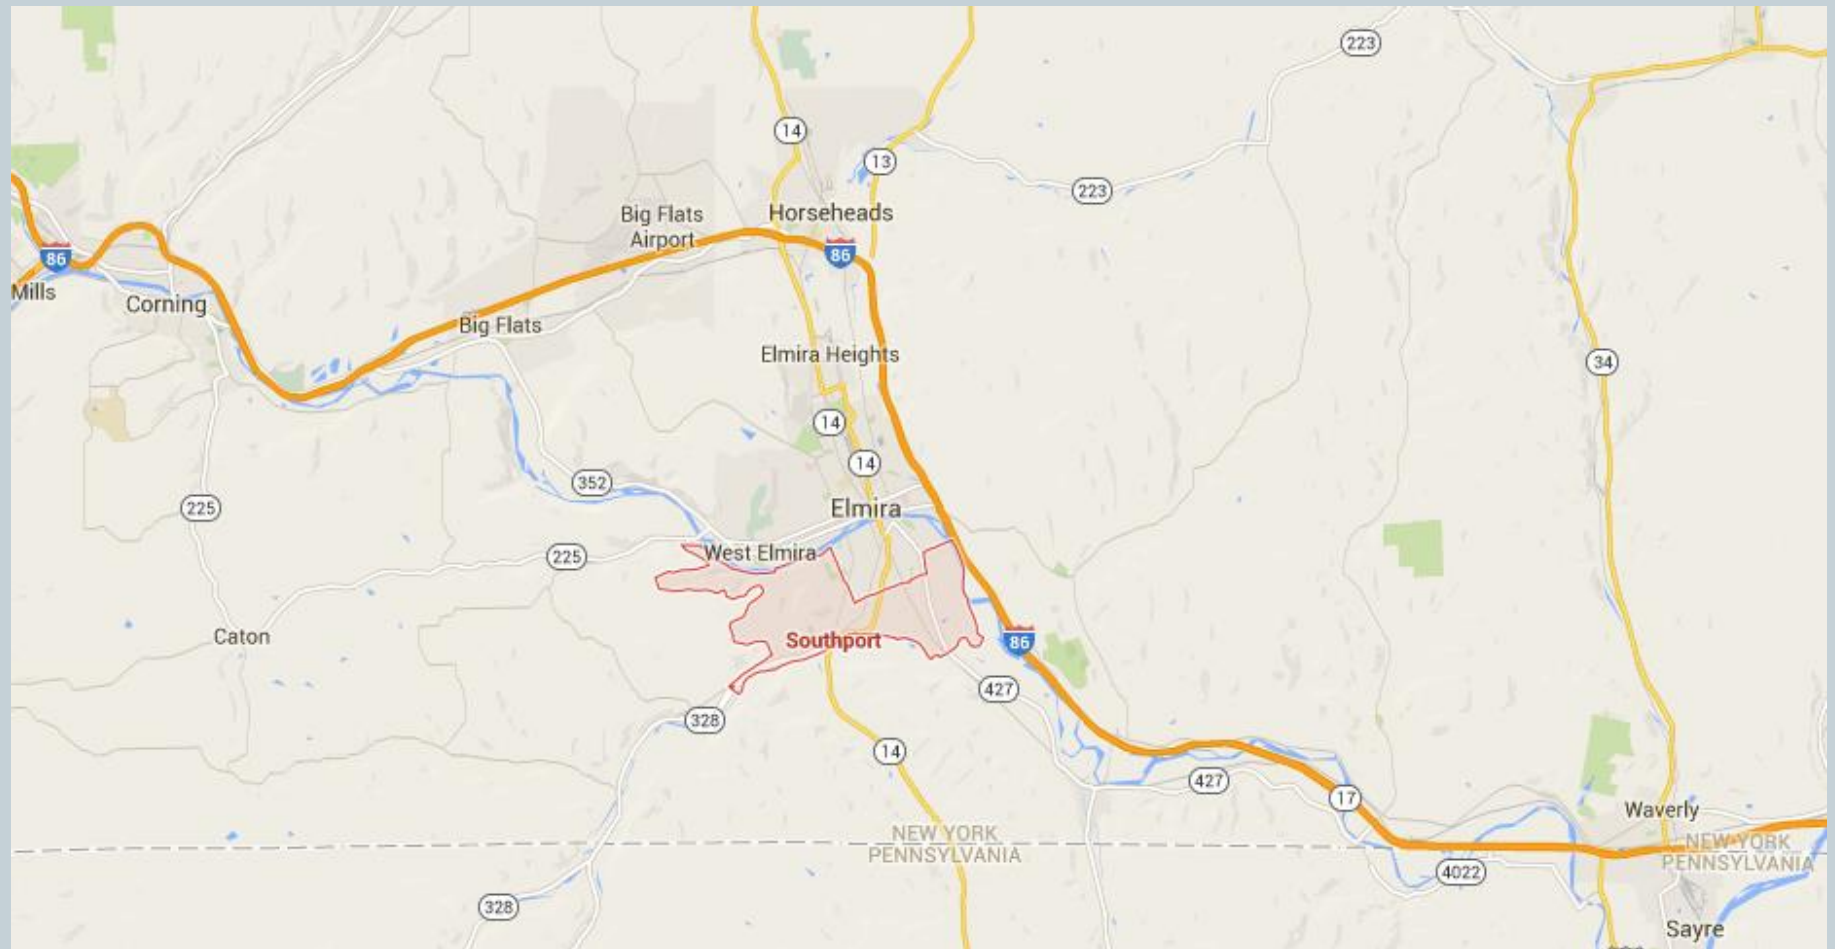 223
14
13
223
Big Flats
Airport
Horseheads
86
86
Mills
Corning
Big Flats
Elmira Heights
34
14
14
352
225
Elmira
West Elmira
225
Caton
Southport
86
427
328
14
427
17
Waverly
NEW YORK
PENNSYLVANIA
NEW YORK
PENNSYLVANIA
4022
328
Sayre